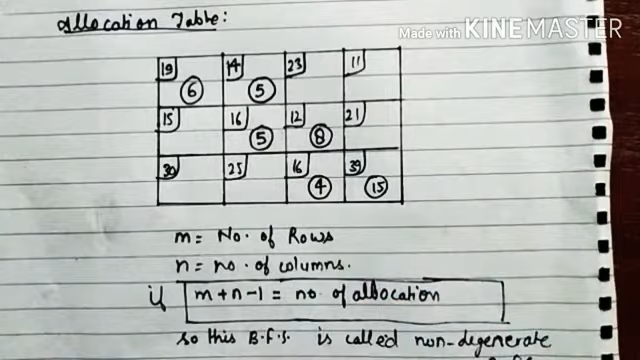 Made with KINEMASTER
Allocation Table:
19 14 23 11
6 5
15 16 12 21
5 8
30 25 16 39
4 15
m = No. of Rows
n = no. of columns.
if m+n-1 = no. of allocation
so this B.F.S. is called non-degenerate